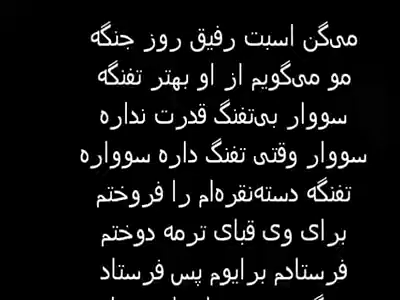 می‌گن اسبت رفیق روز جنگه
مو می‌گویم از او بهتر تفنگه
سووار بی‌تفنگ قدرت نداره
سووار وقتی تفنگ داره سوواره
تفنگه دسته‌نقره‌ام را فروختم
برای وی قبای ترمه دوختم
فرستادم برایوم پس فرستاد